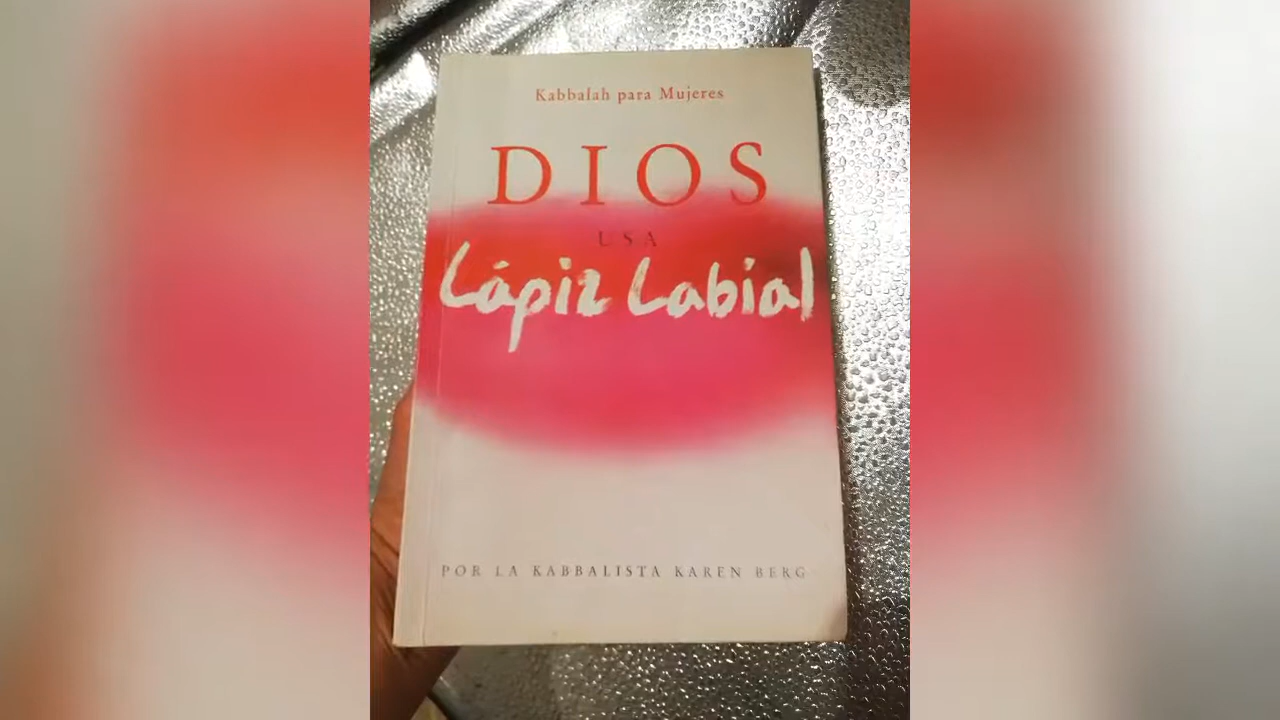 Kabbalah para Mujeres
DIOS
USA
Lápiz Labial
POR LA KABBALISTA KAREN BERG